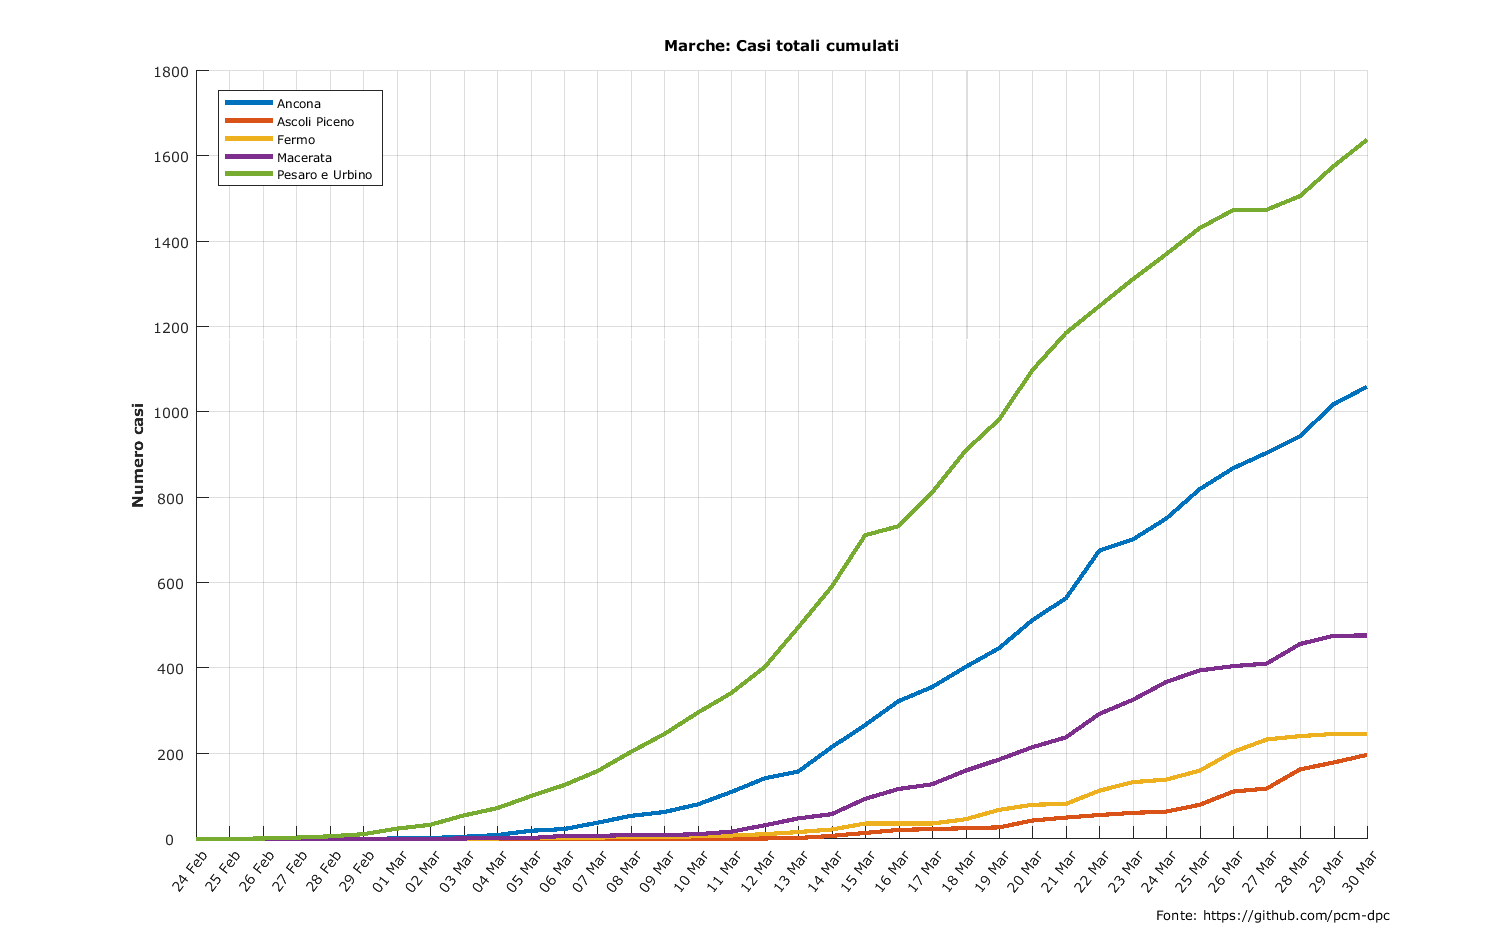 Marche: Casi totali cumulati
1800
1600
1400
1200
1000
800
600
400
200
0
Numero casi
Ancona
Ascoli Piceno
Fermo
Macerata
Pesaro e Urbino
24 Feb
25 Feb
26 Feb
27 Feb
28 Feb
29 Feb
01 Mar
02 Mar
03 Mar
04 Mar
05 Mar
06 Mar
07 Mar
08 Mar
09 Mar
10 Mar
11 Mar
12 Mar
13 Mar
14 Mar
15 Mar
16 Mar
17 Mar
18 Mar
19 Mar
20 Mar
21 Mar
22 Mar
23 Mar
24 Mar
25 Mar
26 Mar
27 Mar
28 Mar
29 Mar
30 Mar
Fonte: https://github.com/pcm-dpc